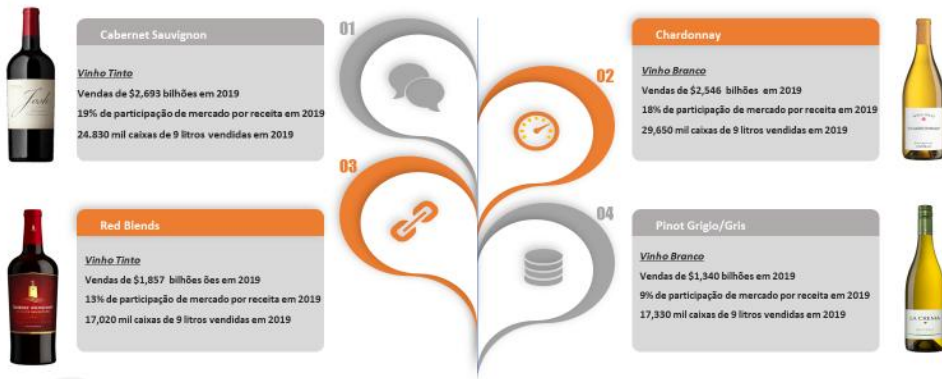 01
Cabernet Sauvignon
Vinho Tinto
Vendas de $2,693 bilhões em 2019
19% de participação de mercado por receita em 2019
24.830 mil caixas de 9 litros vendidas em 2019
02
Chardonnay
Vinho Branco
Vendas de $2,546 bilhões em 2019
18% de participação de mercado por receita em 2019
29,650 mil caixas de 9 litros vendidas em 2019
03
Red Blends
Vinho Tinto
Vendas de $1,857 bilhões ões em 2019
13% de participação de mercado por receita em 2019
17,020 mil caixas de 9 litros vendidas em 2019
04
Pinot Grigio/Gris
Vinho Branco
Vendas de $1,340 bilhões em 2019
9% de participação de mercado por receita em 2019
17,330 mil caixas de 9 litros vendidas em 2019
Josh
LA CREMA